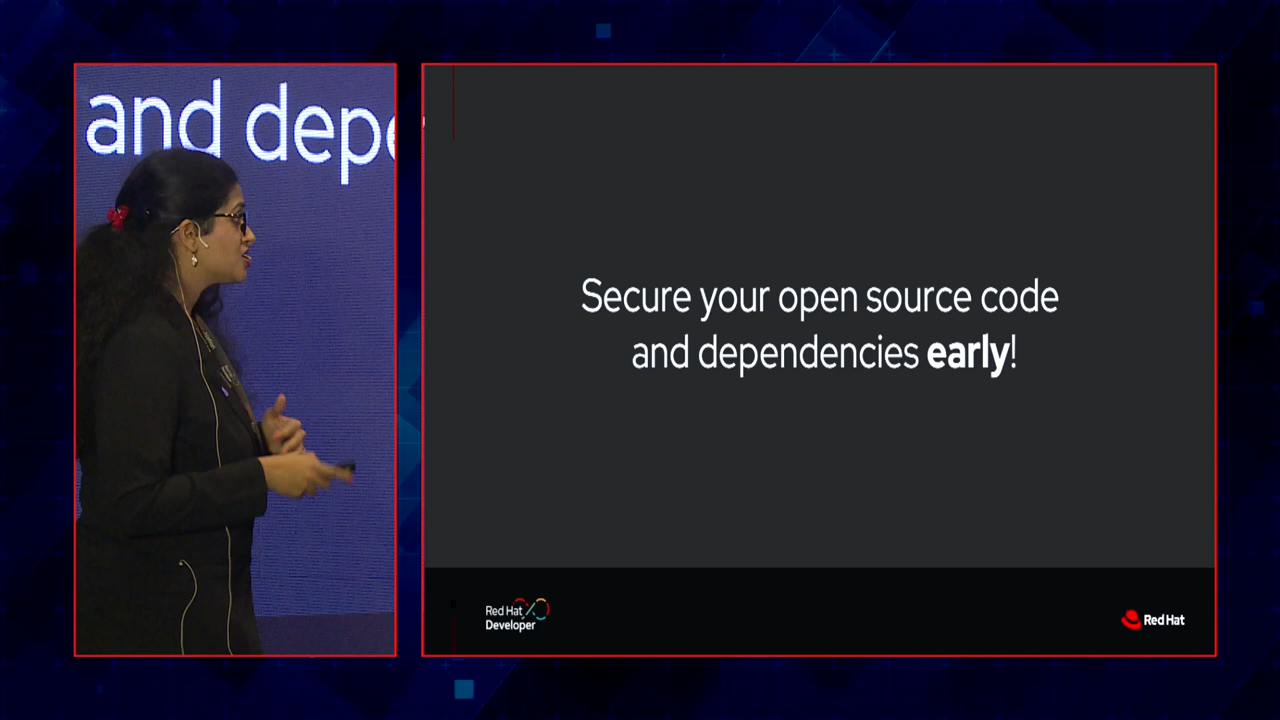 and depe
Secure your open source code
and dependencies early!
Red Hat
Developer
Red Hat